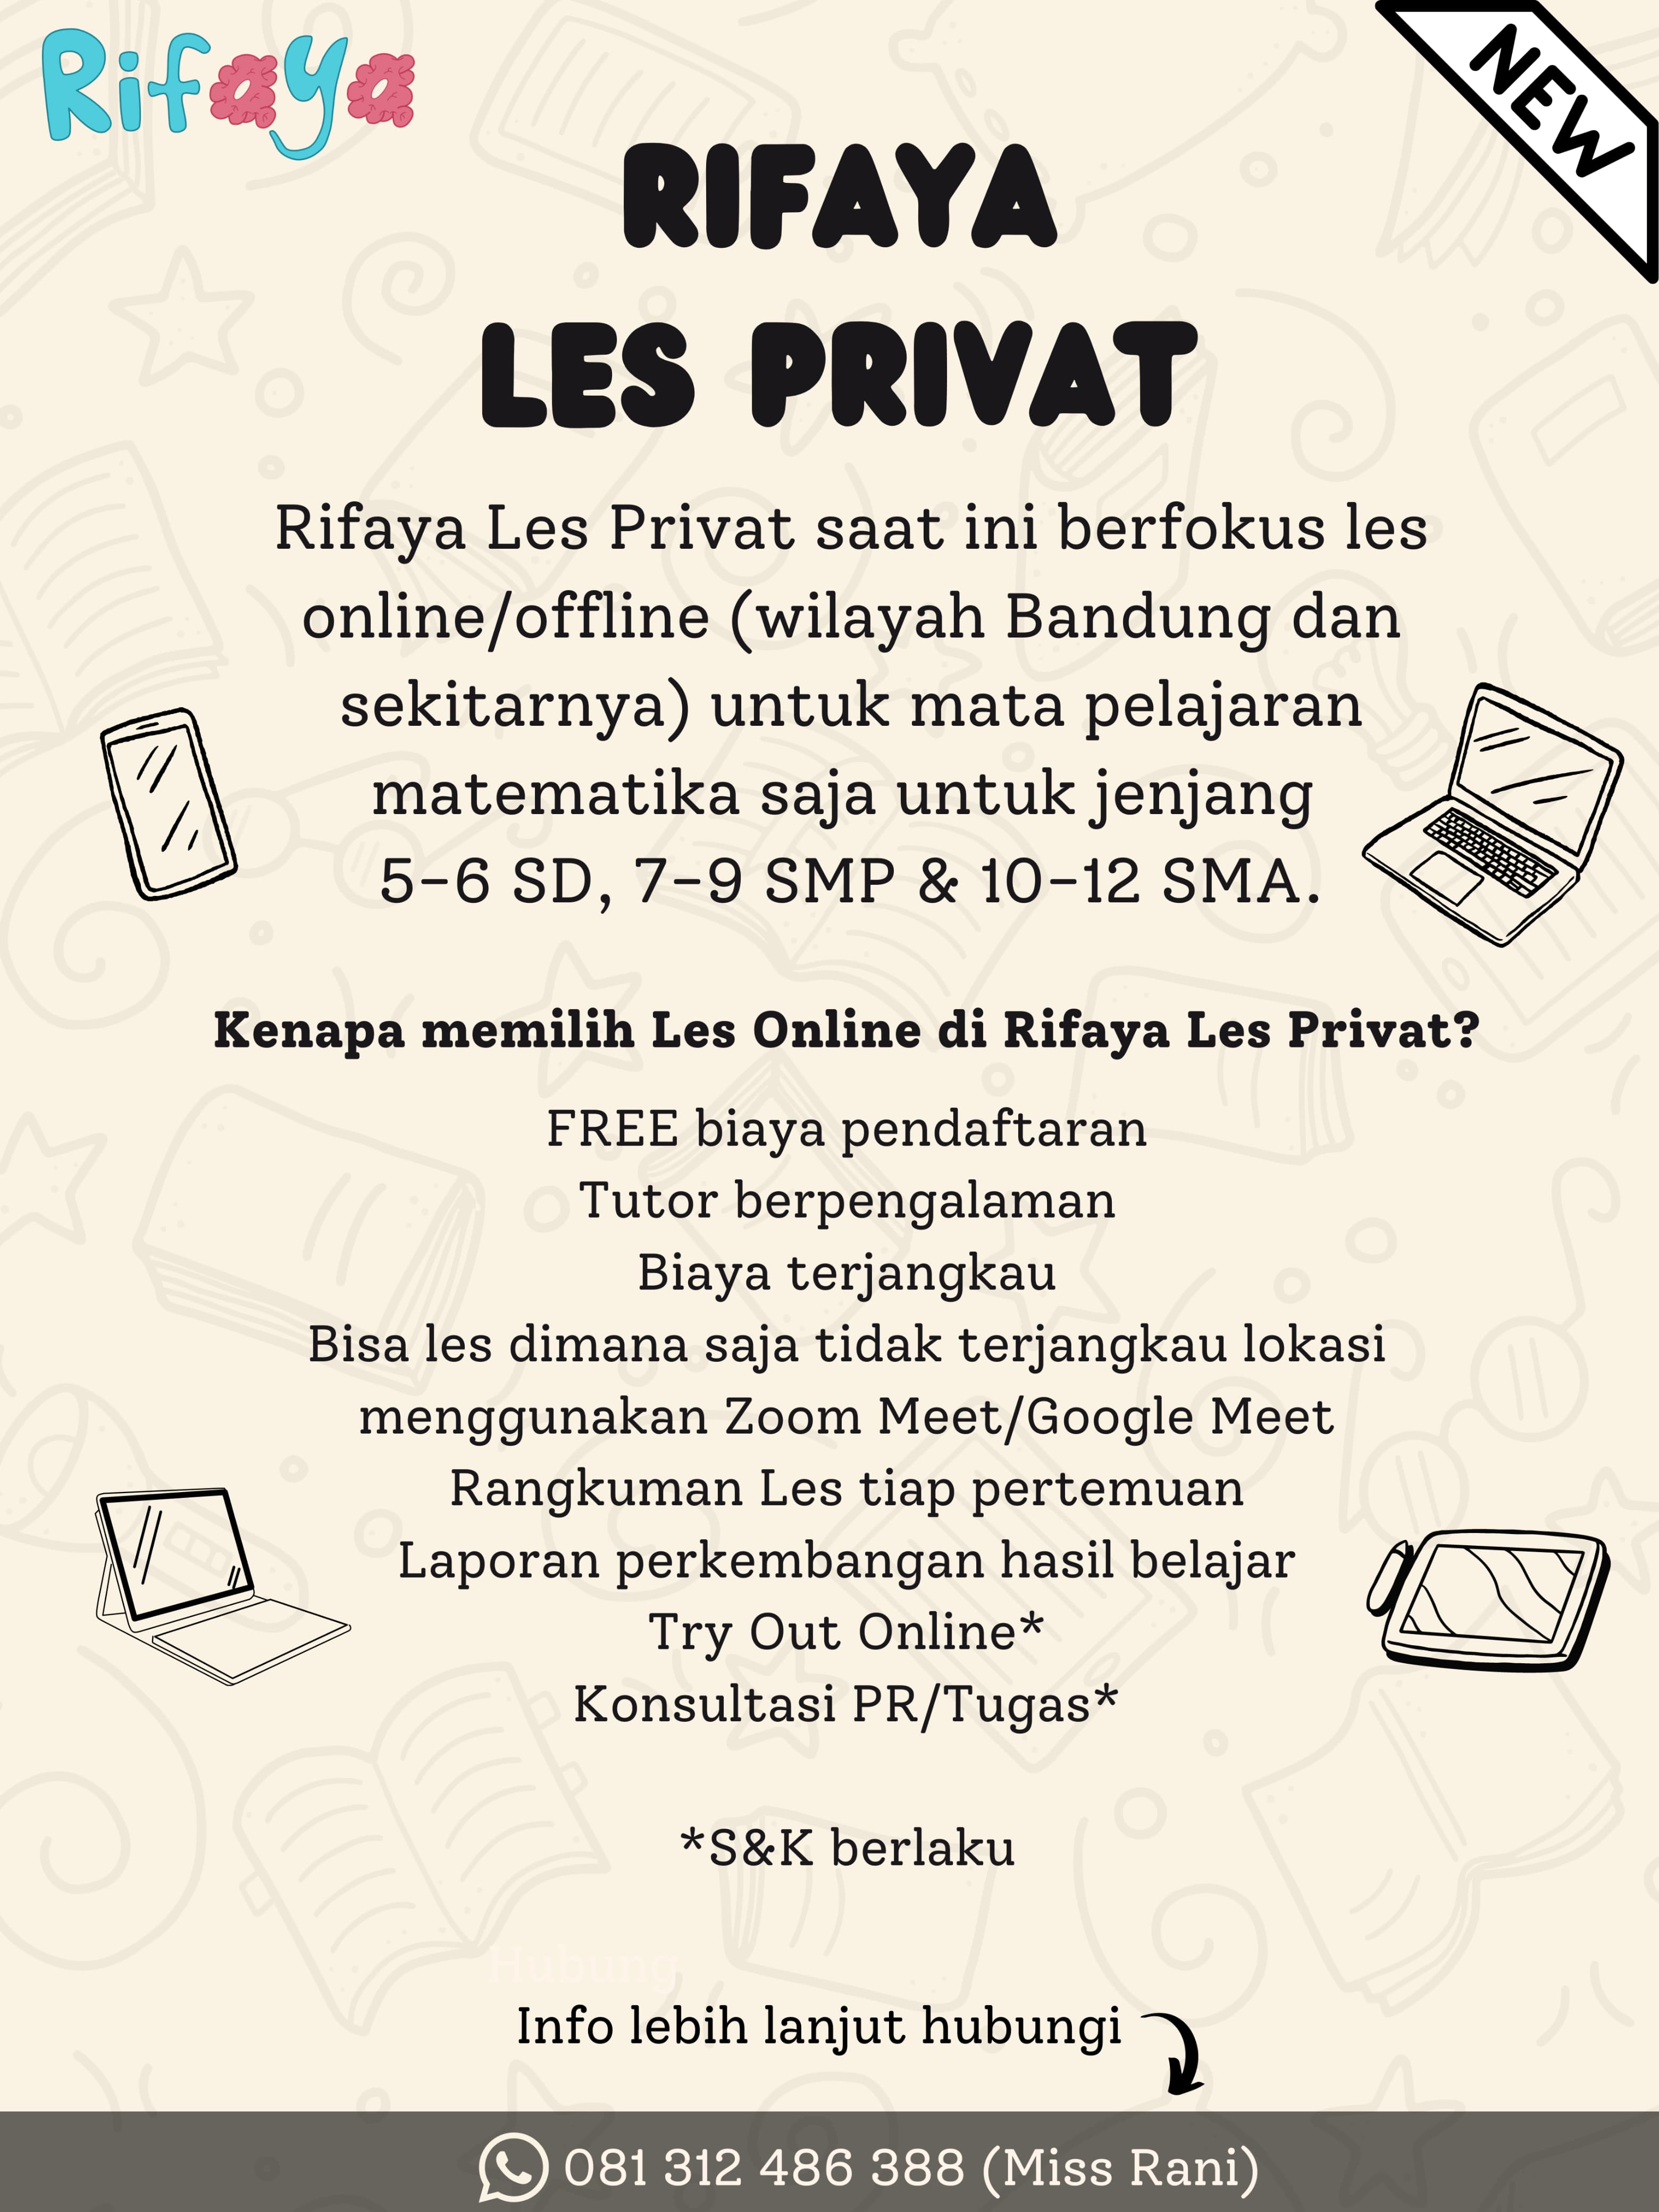 Rifaya
NEW
RIFAYA
LES PRIVAT
Rifaya Les Privat saat ini berfokus les
online/offline (wilayah Bandung dan
sekitarnya) untuk mata pelajaran
matematika saja untuk jenjang
5-6 SD, 7-9 SMP & 10-12 SMA.
Kenapa memilih Les Online di Rifaya Les Privat?
FREE biaya pendaftaran
Tutor berpengalaman
Biaya terjangkau
Bisa les dimana saja tidak terjangkau lokasi
menggunakan Zoom Meet/Google Meet
Rangkuman Les tiap pertemuan
Laporan perkembangan hasil belajar
Try Out Online*
Konsultasi PR/Tugas*
*S&K berlaku
Hubung
Info lebih lanjut hubungi
081 312 486 388 (Miss Rani)